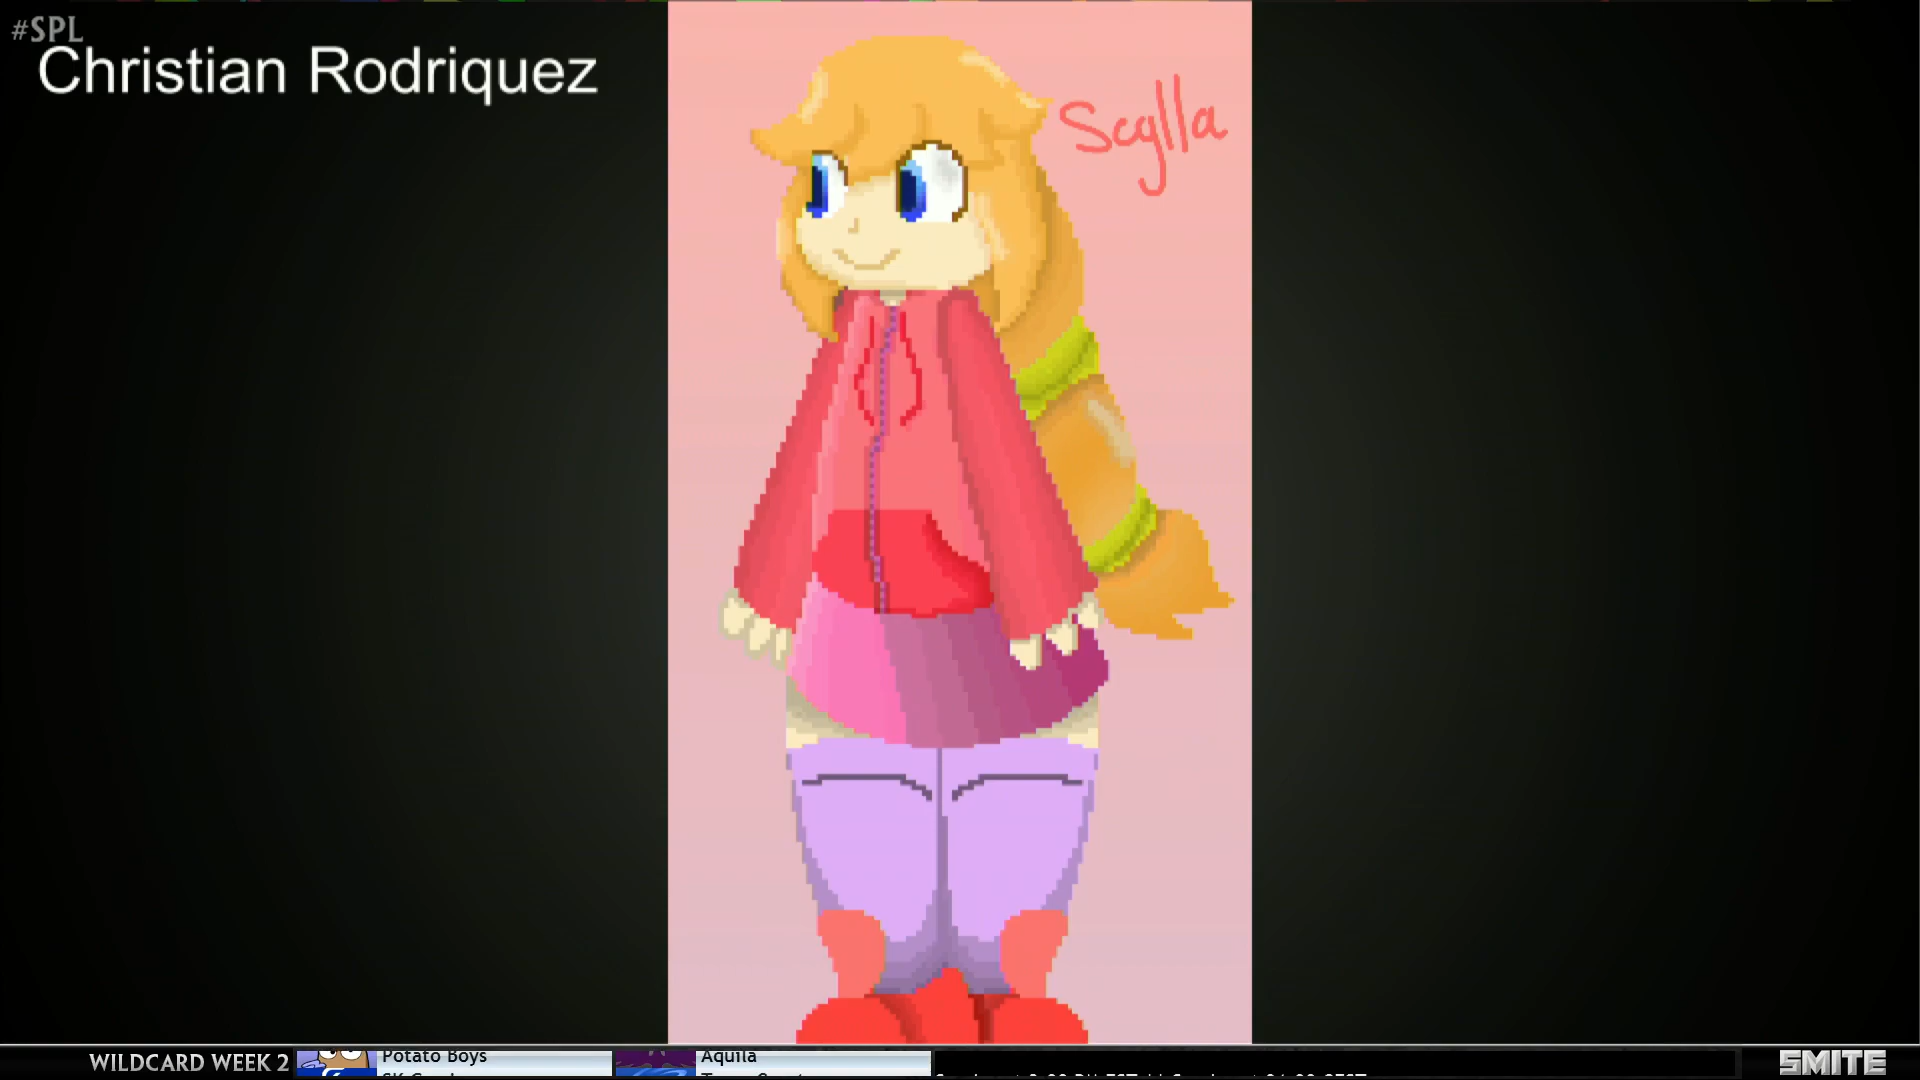 #SPL
Christian Rodriquez
Scylla
WILDCARD WEEK 2
Potato Boys
Aquila
SMITE